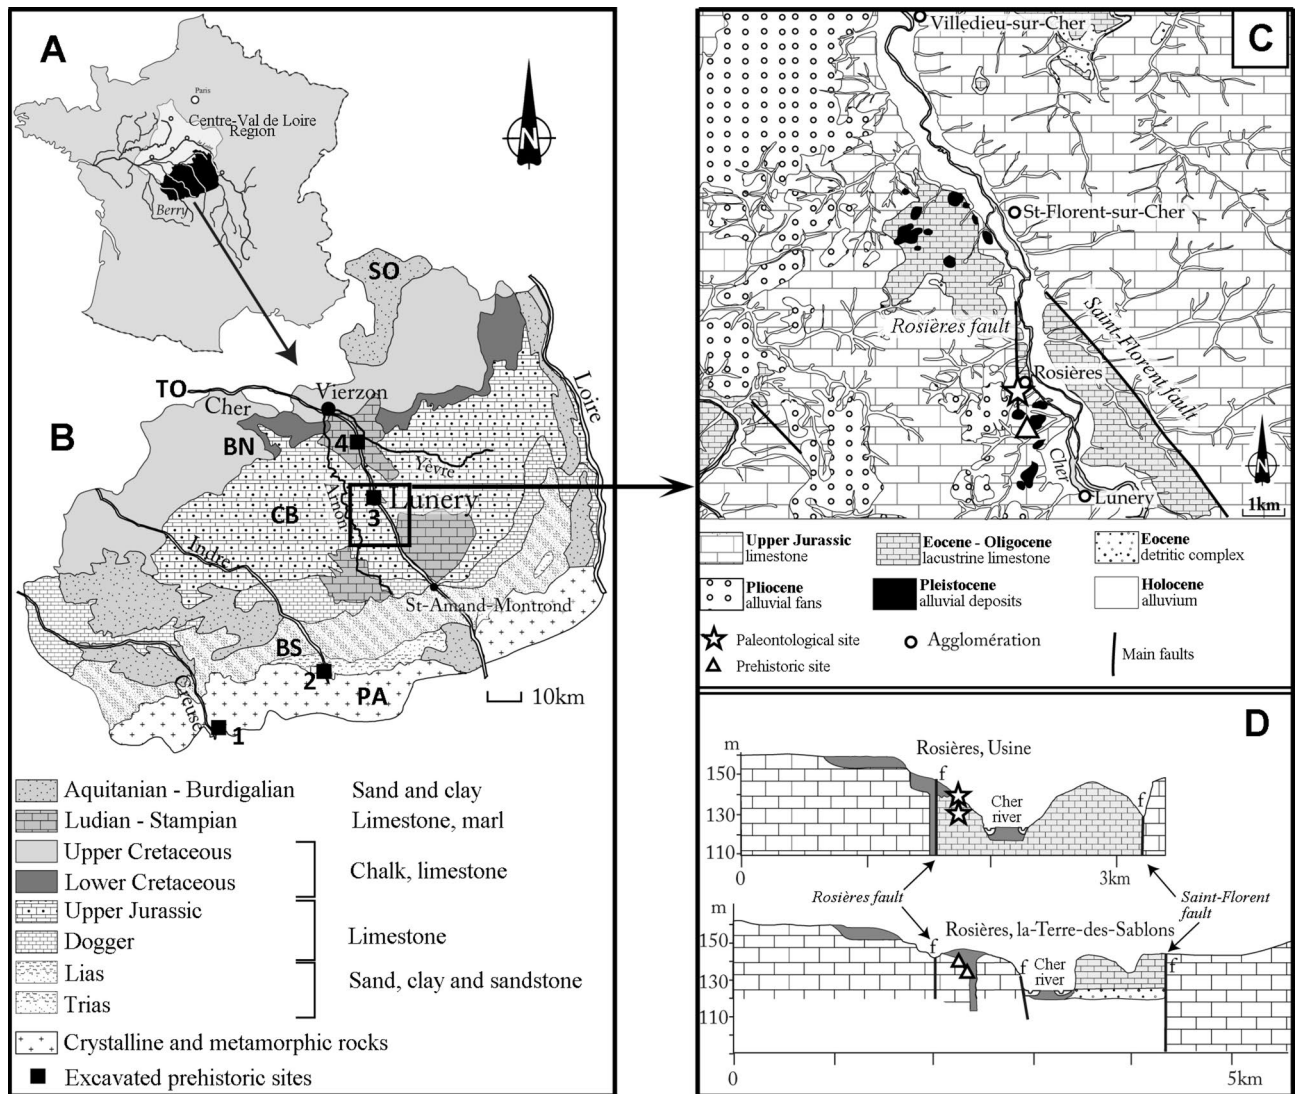 A
Paris
Centre-Val de Loire
Region
Berry
N
SO
TO
Vierzon
Cher
Loire
B
BN
4
Yèvre
Arnon
Lunery
CB
3
Indre
St-Amand-Montrond
BS
2
PA
Creuse
10km
1
Aquitanian - Burdigalian
Sand and clay
Ludian - Stampian
Limestone, marl
Upper Cretaceous
Chalk, limestone
Lower Cretaceous
Upper Jurassic
Limestone
Dogger
Lias
Sand, clay and sandstone
Trias
Crystalline and metamorphic rocks
Excavated prehistoric sites
C
Villedieu-sur-Cher
St-Florent-sur-Cher
Rosières fault
Saint-Florent fault
Rosières
Cher
Lunery
N
1km
Upper Jurassic
limestone
Eocene - Oligocene
lacustrine limestone
Eocene
detritic complex
Pliocene
alluvial fans
Pleistocene
alluvial deposits
Holocene
alluvium
Paleontological site
Agglomération
Prehistoric site
Main faults
D
m
Rosières, Usine
150
f
Cher
river
f
130
110
0
3km
Rosières fault
Saint-Florent
fault
m
Rosières, la-Terre-des-Sablons
150
f
f
Cher
river
f
130
110
0
5km